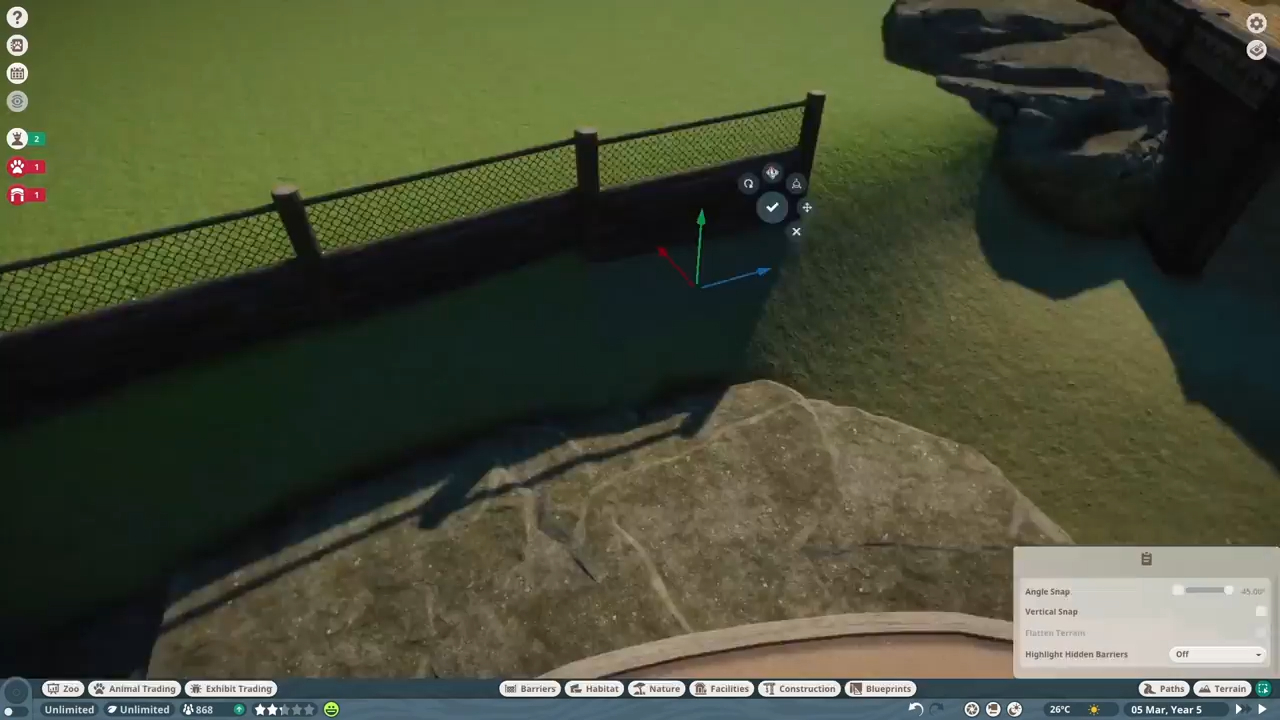 ?
2
1
1
Angle Snap 45.00°
Vertical Snap
Flatten Terrain
Highlight Hidden Barriers Off
Zoo Animal Trading Exhibit Trading Barriers Habitat Nature Facilities Construction Blueprints Paths Terrain
Unlimited Unlimited 868 26°C 05 Mar, Year 5